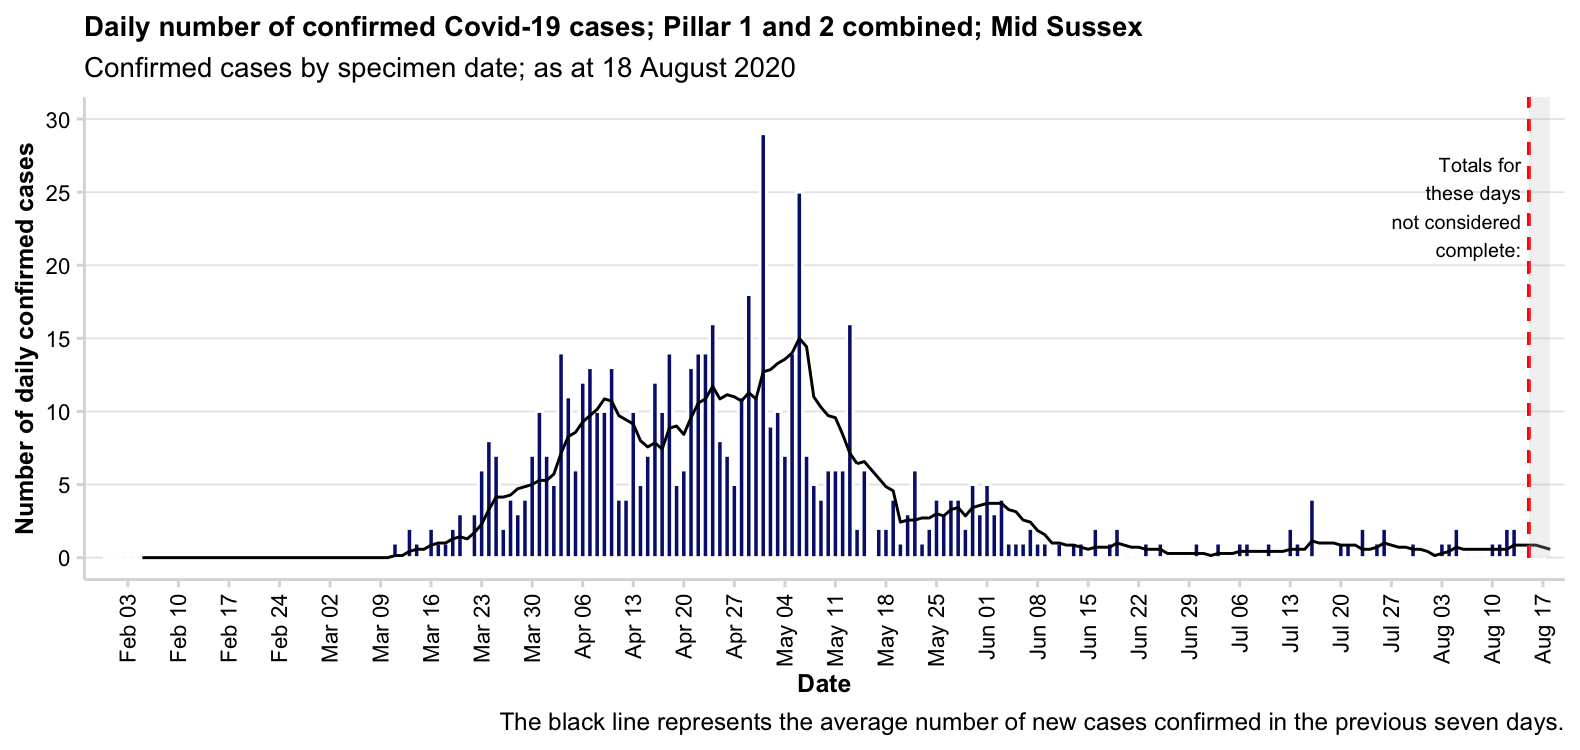 Daily number of confirmed Covid-19 cases; Pillar 1 and 2 combined; Mid Sussex
Confirmed cases by specimen date; as at 18 August 2020
Number of daily confirmed cases
30
25
20
15
10
5
0
Totals for
these days
not considered
complete:
Feb 03
Feb 10
Feb 17
Feb 24
Mar 02
Mar 09
Mar 16
Mar 23
Mar 30
Apr 06
Apr 13
Apr 20
Apr 27
May 04
May 11
May 18
May 25
Jun 01
Jun 08
Jun 15
Jun 22
Jun 29
Jul 06
Jul 13
Jul 20
Jul 27
Aug 03
Aug 10
Aug 17
Date
The black line represents the average number of new cases confirmed in the previous seven days.